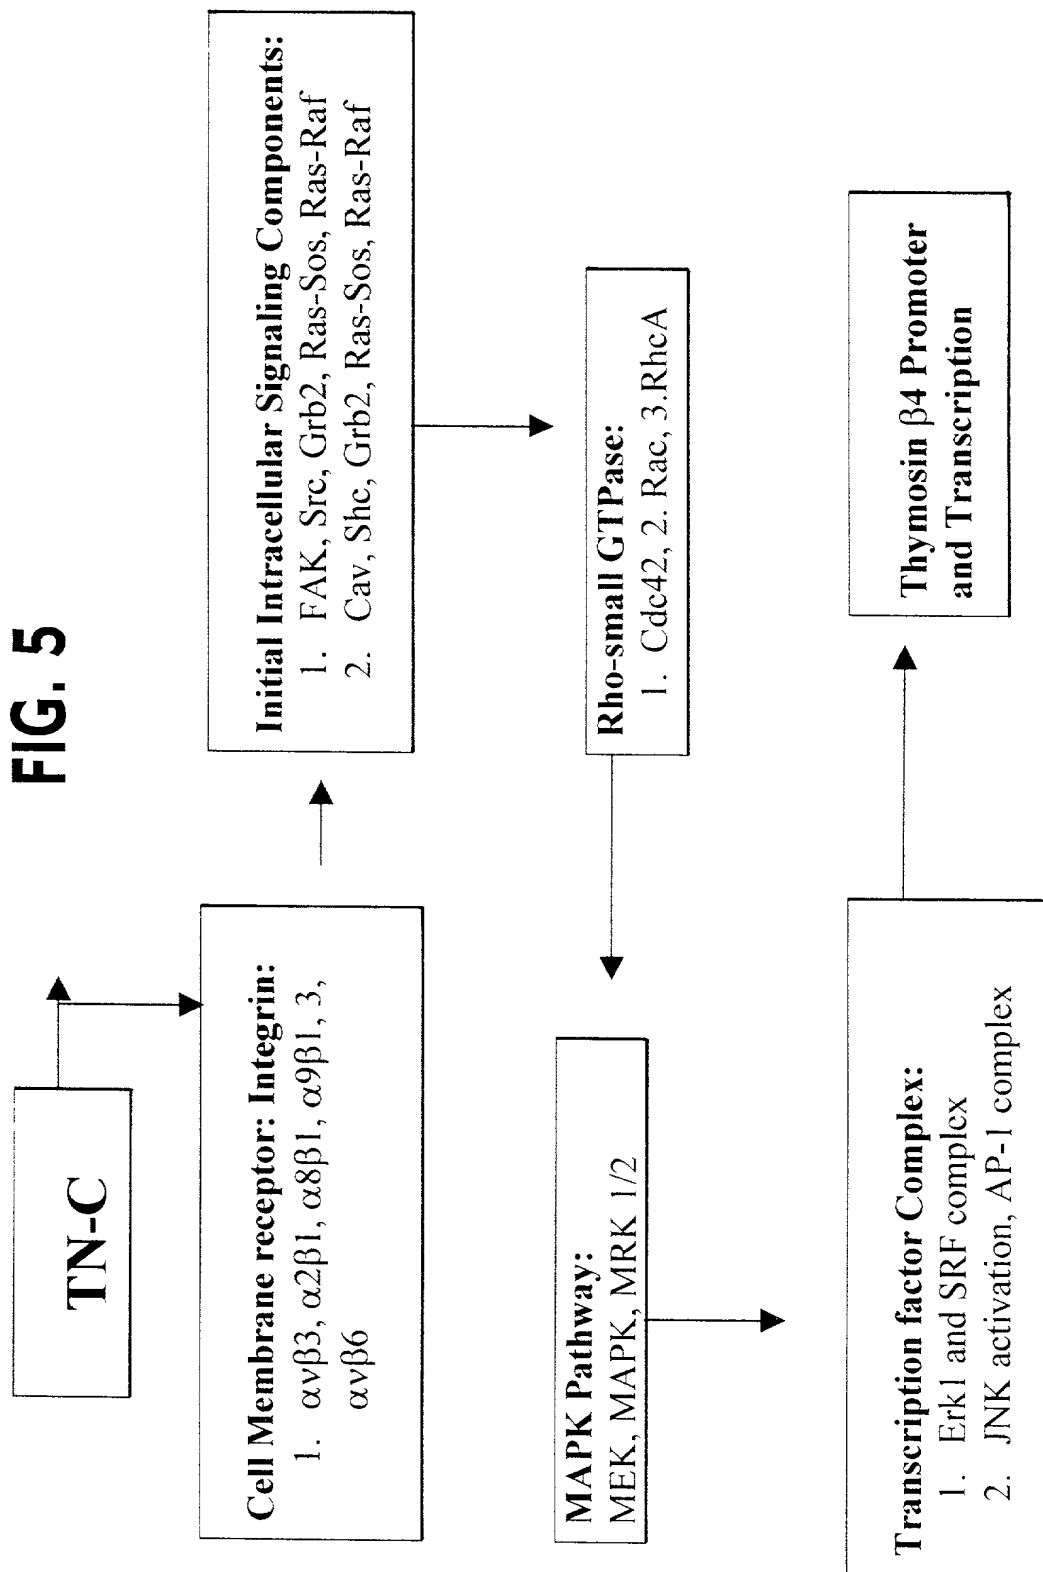 FIG. 5
TN-C
Cell Membrane receptor: Integrin:
1. αvβ3, α2β1, α8β1, α9β1, 3,
αvβ6
Initial Intracellular Signaling Components:
1. FAK, Src, Grb2, Ras-Sos, Ras-Raf
2. Cav, Shc, Grb2, Ras-Sos, Ras-Raf
Rho-small GTPase:
1. Cdc42, 2. Rac, 3.RhcA
MAPK Pathway:
MEK, MAPK, MRK 1/2
Transcription factor Complex:
1. Erk1 and SRF complex
2. JNK activation, AP-1 complex
Thymosin β4 Promoter
and Transcription